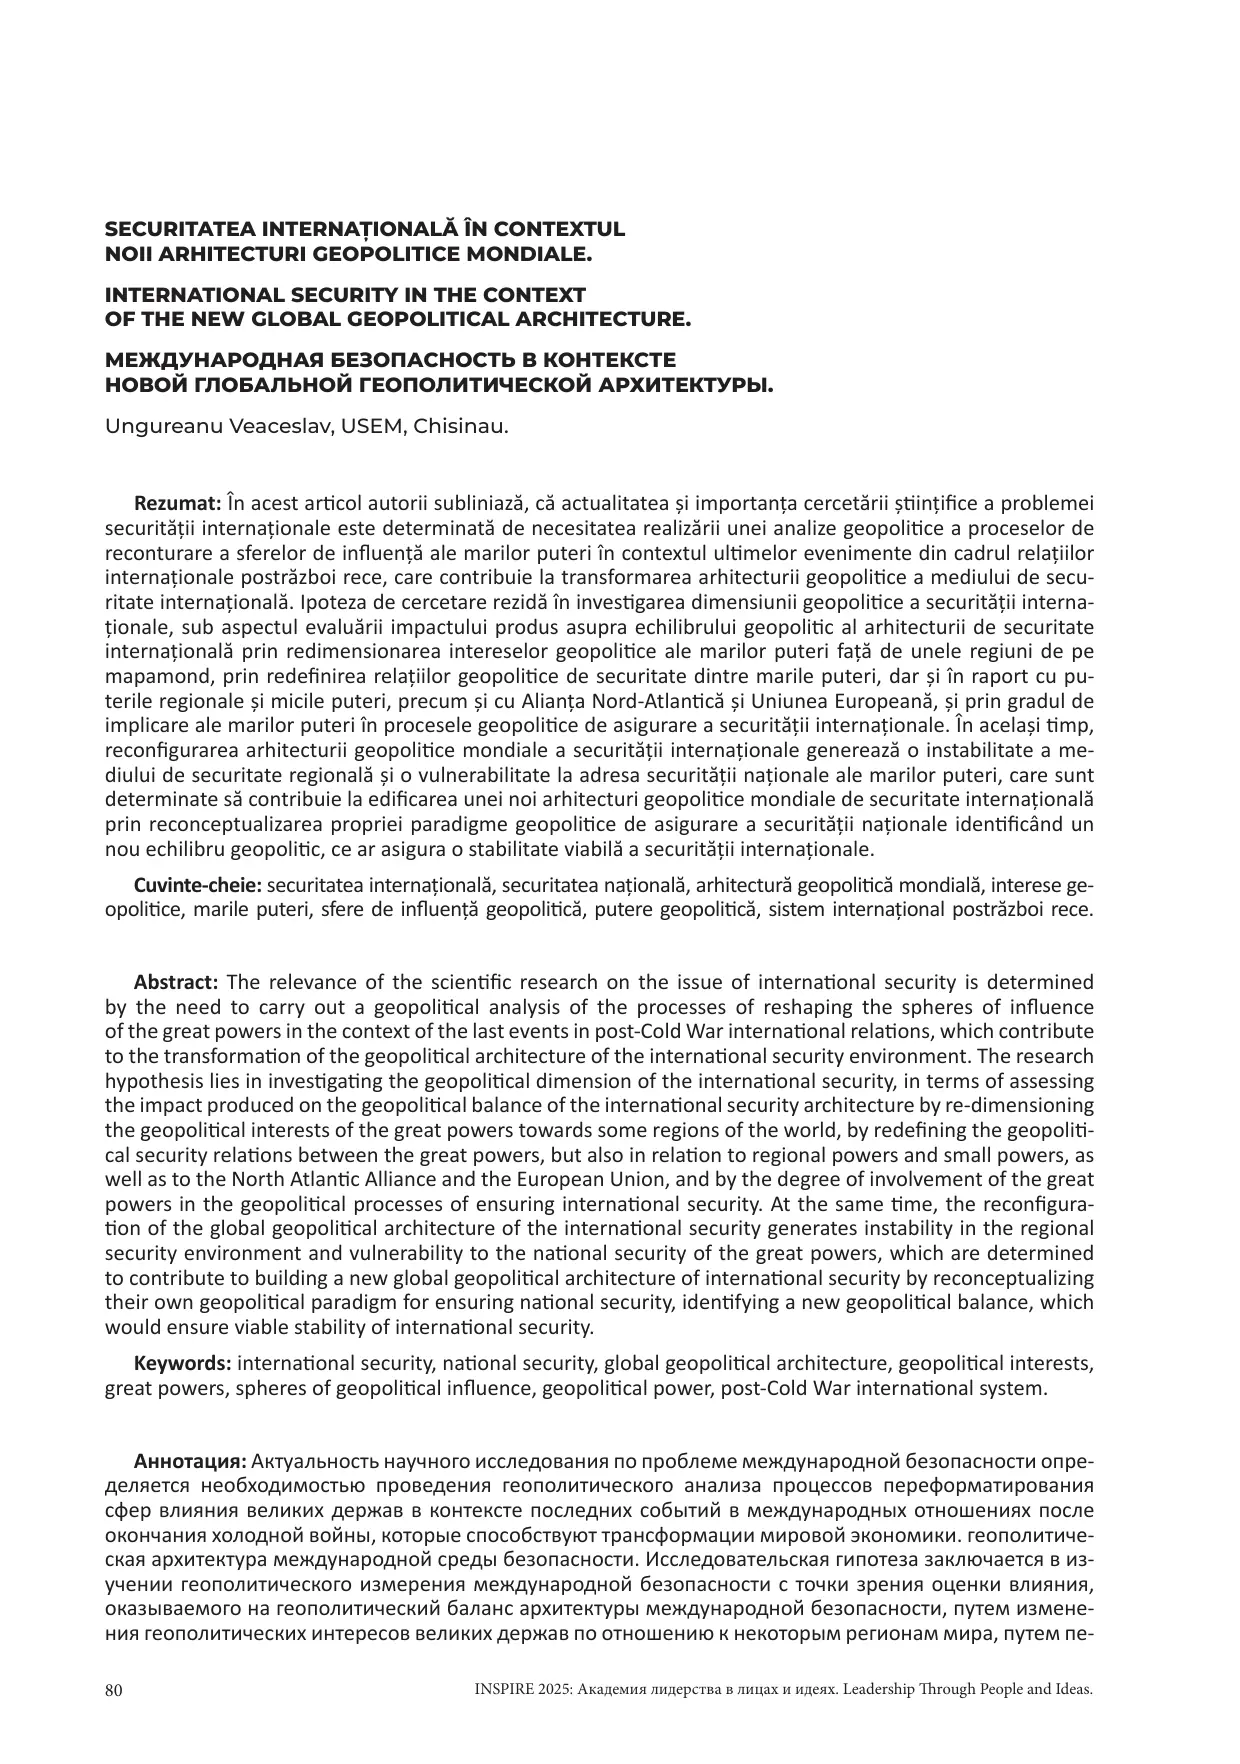 SECURITATEA INTERNAȚIONALĂ ÎN CONTEXTUL
NOII ARHITECTURI GEOPOLITICE MONDIALE.
INTERNATIONAL SECURITY IN THE CONTEXT
OF THE NEW GLOBAL GEOPOLITICAL ARCHITECTURE.
МЕЖДУНАРОДНАЯ БЕЗОПАСНОСТЬ В КОНТЕКСТЕ
НОВОЙ ГЛОБАЛЬНОЙ ГЕОПОЛИТИЧЕСКОЙ АРХИТЕКТУРЫ.
Ungureanu Veaceslav, USEM, Chisinau.
Rezumat: În acest articol autorii subliniază, că actualitatea și importanța cercetării științifice a problemei
securității internaționale este determinată de necesitatea realizării unei analize geopolitice a proceselor de
reconturare a sferelor de influență ale marilor puteri în contextul ultimelor evenimente din cadrul relațiilor
internaționale postrăzboi rece, care contribuie la transformarea arhitecturii geopolitice a mediului de secu-
ritate internațională. Ipoteza de cercetare rezidă în investigarea dimensiunii geopolitice a securității interna-
ționale, sub aspectul evaluării impactului produs asupra echilibrului geopolitic al arhitecturii de securitate
internațională prin redimensionarea intereselor geopolitice ale marilor puteri față de unele regiuni de pe
mapamond, prin redefinirea relațiilor geopolitice de securitate dintre marile puteri, dar și în raport cu pu-
terile regionale și micile puteri, precum și cu Alianța Nord-Atlantică și Uniunea Europeană, și prin gradul de
implicare ale marilor puteri în procesele geopolitice de asigurare a securității internaționale. În același timp,
reconfigurarea arhitecturii geopolitice mondiale a securității internaționale generează o instabilitate a me-
diului de securitate regională și o vulnerabilitate la adresa securității naționale ale marilor puteri, care sunt
determinate să contribuie la edificarea unei noi arhitecturi geopolitice mondiale de securitate internațională
prin reconceptualizarea propriei paradigme geopolitice de asigurare a securității naționale identificând un
nou echilibru geopolitic, ce ar asigura o stabilitate viabilă a securității internaționale.
Cuvinte-cheie: securitatea internațională, securitatea națională, arhitectură geopolitică mondială, interese ge-
opolitice, marile puteri, sfere de influență geopolitică, putere geopolitică, sistem internațional postrăzboi rece.
Abstract: The relevance of the scientific research on the issue of international security is determined
by the need to carry out a geopolitical analysis of the processes of reshaping the spheres of influence
of the great powers in the context of the last events in post-Cold War international relations, which contribute
to the transformation of the geopolitical architecture of the international security environment. The research
hypothesis lies in investigating the geopolitical dimension of the international security, in terms of assessing
the impact produced on the geopolitical balance of the international security architecture by re-dimensioning
the geopolitical interests of the great powers towards some regions of the world, by redefining the geopoliti-
cal security relations between the great powers, but also in relation to regional powers and small powers, as
well as to the North Atlantic Alliance and the European Union, and by the degree of involvement of the great
powers in the geopolitical processes of ensuring international security. At the same time, the reconfigura-
tion of the global geopolitical architecture of the international security generates instability in the regional
security environment and vulnerability to the national security of the great powers, which are determined
to contribute to building a new global geopolitical architecture of international security by reconceptualizing
their own geopolitical paradigm for ensuring national security, identifying a new geopolitical balance, which
would ensure viable stability of international security.
Keywords: international security, national security, global geopolitical architecture, geopolitical interests,
great powers, spheres of geopolitical influence, geopolitical power, post-Cold War international system.
Аннотация: Актуальность научного исследования по проблеме международной безопасности опре-
деляется необходимостью проведения геополитического анализа процессов переформатирования
сфер влияния великих держав в контексте последних событий в международных отношениях после
окончания холодной войны, которые способствуют трансформации мировой экономики. геополитиче-
ская архитектура международной среды безопасности. Исследовательская гипотеза заключается в из-
учении геополитического измерения международной безопасности с точки зрения оценки влияния,
оказываемого на геополитический баланс архитектуры международной безопасности, путем измене-
ния геополитических интересов великих держав по отношению к некоторым регионам мира, путем пе-
80
INSPIRE 2025: Академия лидерства в лицах и идеях. Leadership Through People and Ideas.